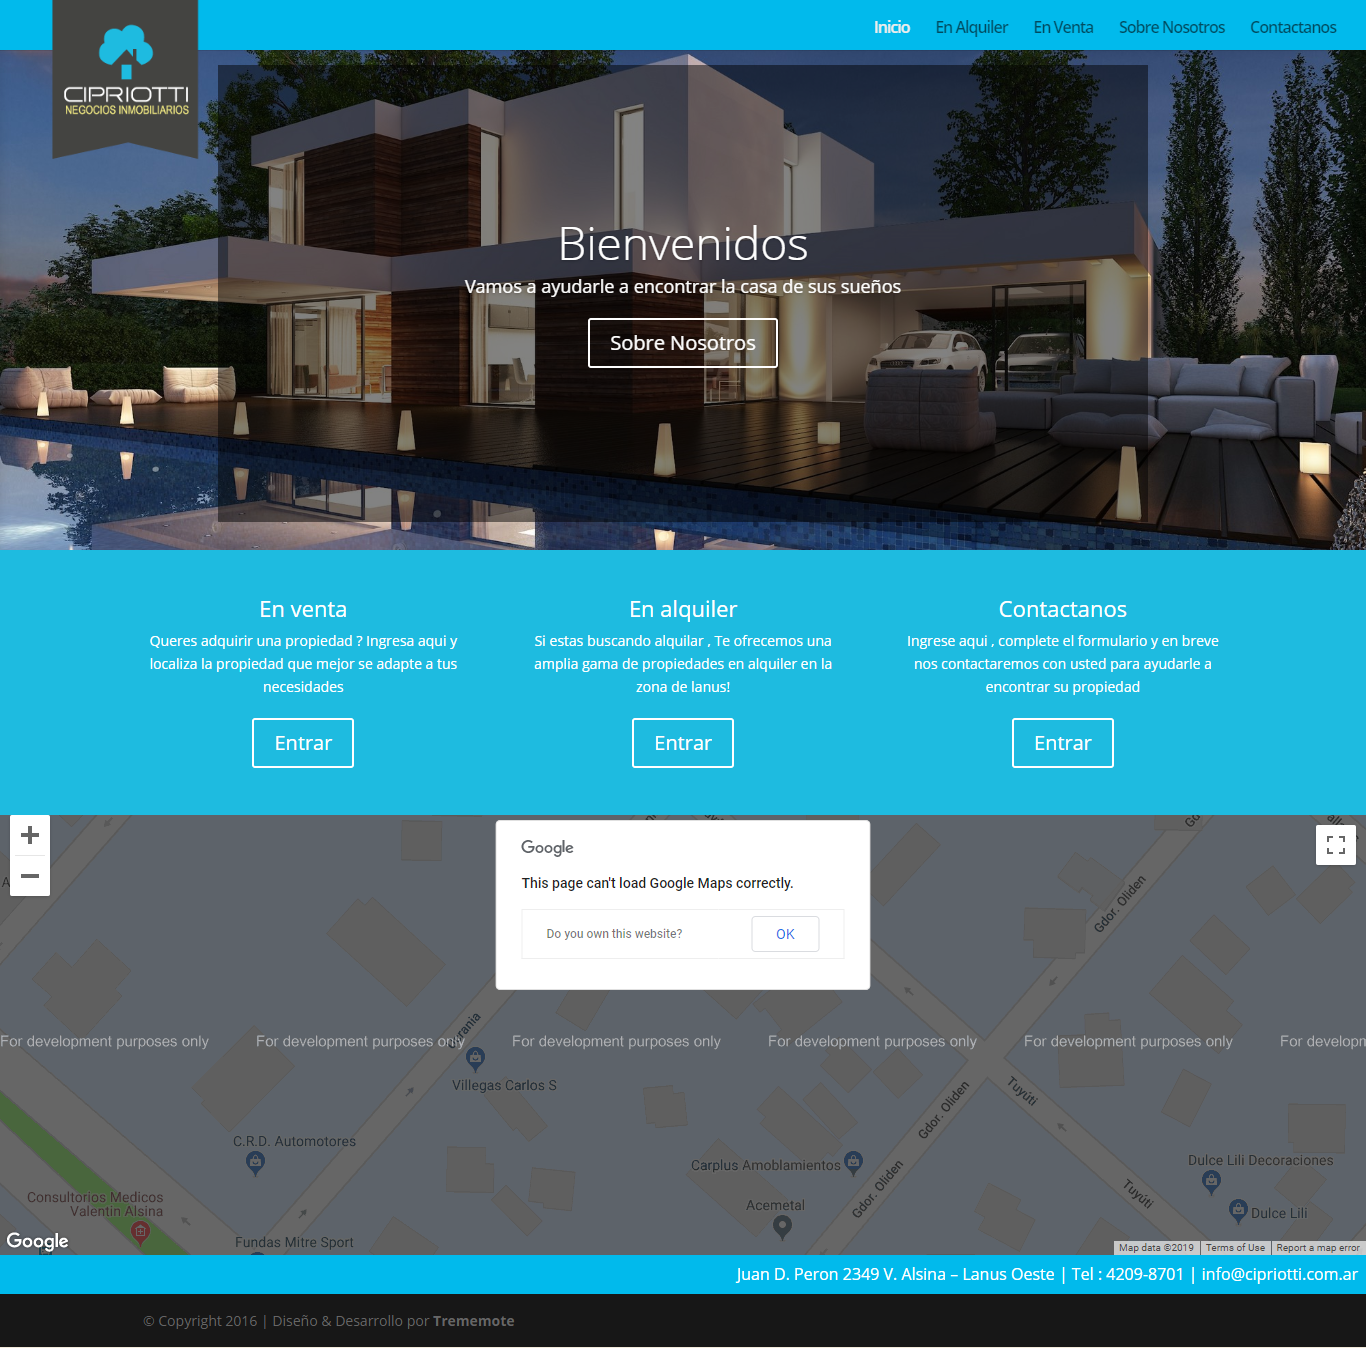 CIPRIOTTI
NEGOCIOS INMOBILIARIOS
Inicio
En Alquiler
En Venta
Sobre Nosotros
Contactanos
Bienvenidos
Vamos a ayudarle a encontrar la casa de sus sueños
Sobre Nosotros
En venta
Queres adquirir una propiedad ? Ingresa aqui y
localiza la propiedad que mejor se adapte a tus
necesidades
Entrar
En alquiler
Si estas buscando alquilar , Te ofrecemos una
amplia gama de propiedades en alquiler en la
zona de lanus!
Entrar
Contactanos
Ingrese aqui , complete el formulario y en breve
nos contactaremos con usted para ayudarle a
encontrar su propiedad
Entrar
Google
This page can't load Google Maps correctly.
Do you own this website?
OK
Gdor. Oliden
For development purposes only
For development purposes only
For development purposes only
For development purposes only
For development purposes only
For developm
Villegas Carlos S
Tuyúti
Gdor. Oliden
C.R.D. Automotores
Carplus Amoblamientos
Gdor. Oliden
Dulce Lili Decoraciones
Tuyúti
Consultorios Medicos
Valentin Alsina
Acemetal
Dulce Lili
Fundas Mitre Sport
Google
Map data ©2019
Terms of Use
Report a map error
Juan D. Peron 2349 V. Alsina – Lanus Oeste | Tel : 4209-8701 | info@cipriotti.com.ar
© Copyright 2016 | Diseño & Desarrollo por Trememote